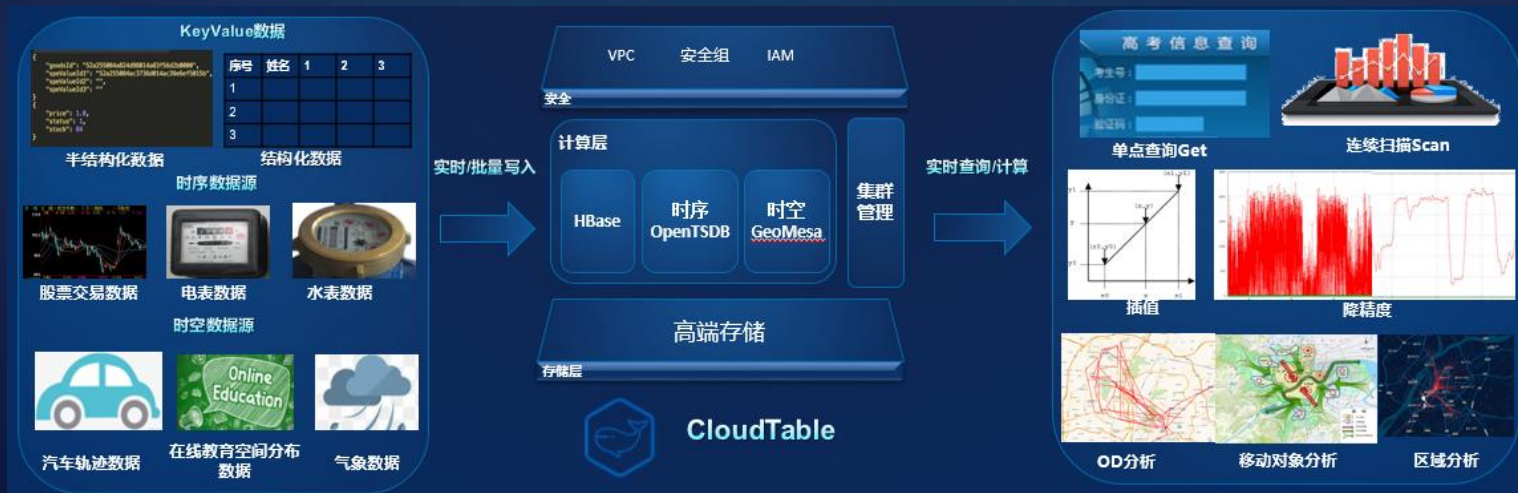 KeyValue数据
{
"price": 1.0,
"status": 1,
"stock": 84
}
序号 姓名 1 2 3
1
2
3
半结构化数据
结构化数据
时序数据源
股票交易数据
电表数据
水表数据
时空数据源
Online
Education
汽车轨迹数据
在线教育空间分布
数据
气象数据
实时/批量写入
VPC 安全组 IAM
安全
计算层
HBase
时序
OpenTSDB
时空
GeoMesa
集群
管理
高端存储
存储层
CloudTable
实时查询/计算
高考信息查询
考生号：
身份证：
验证码：
单点查询Get
连续扫描Scan
插值
降精度
OD分析
移动对象分析
区域分析